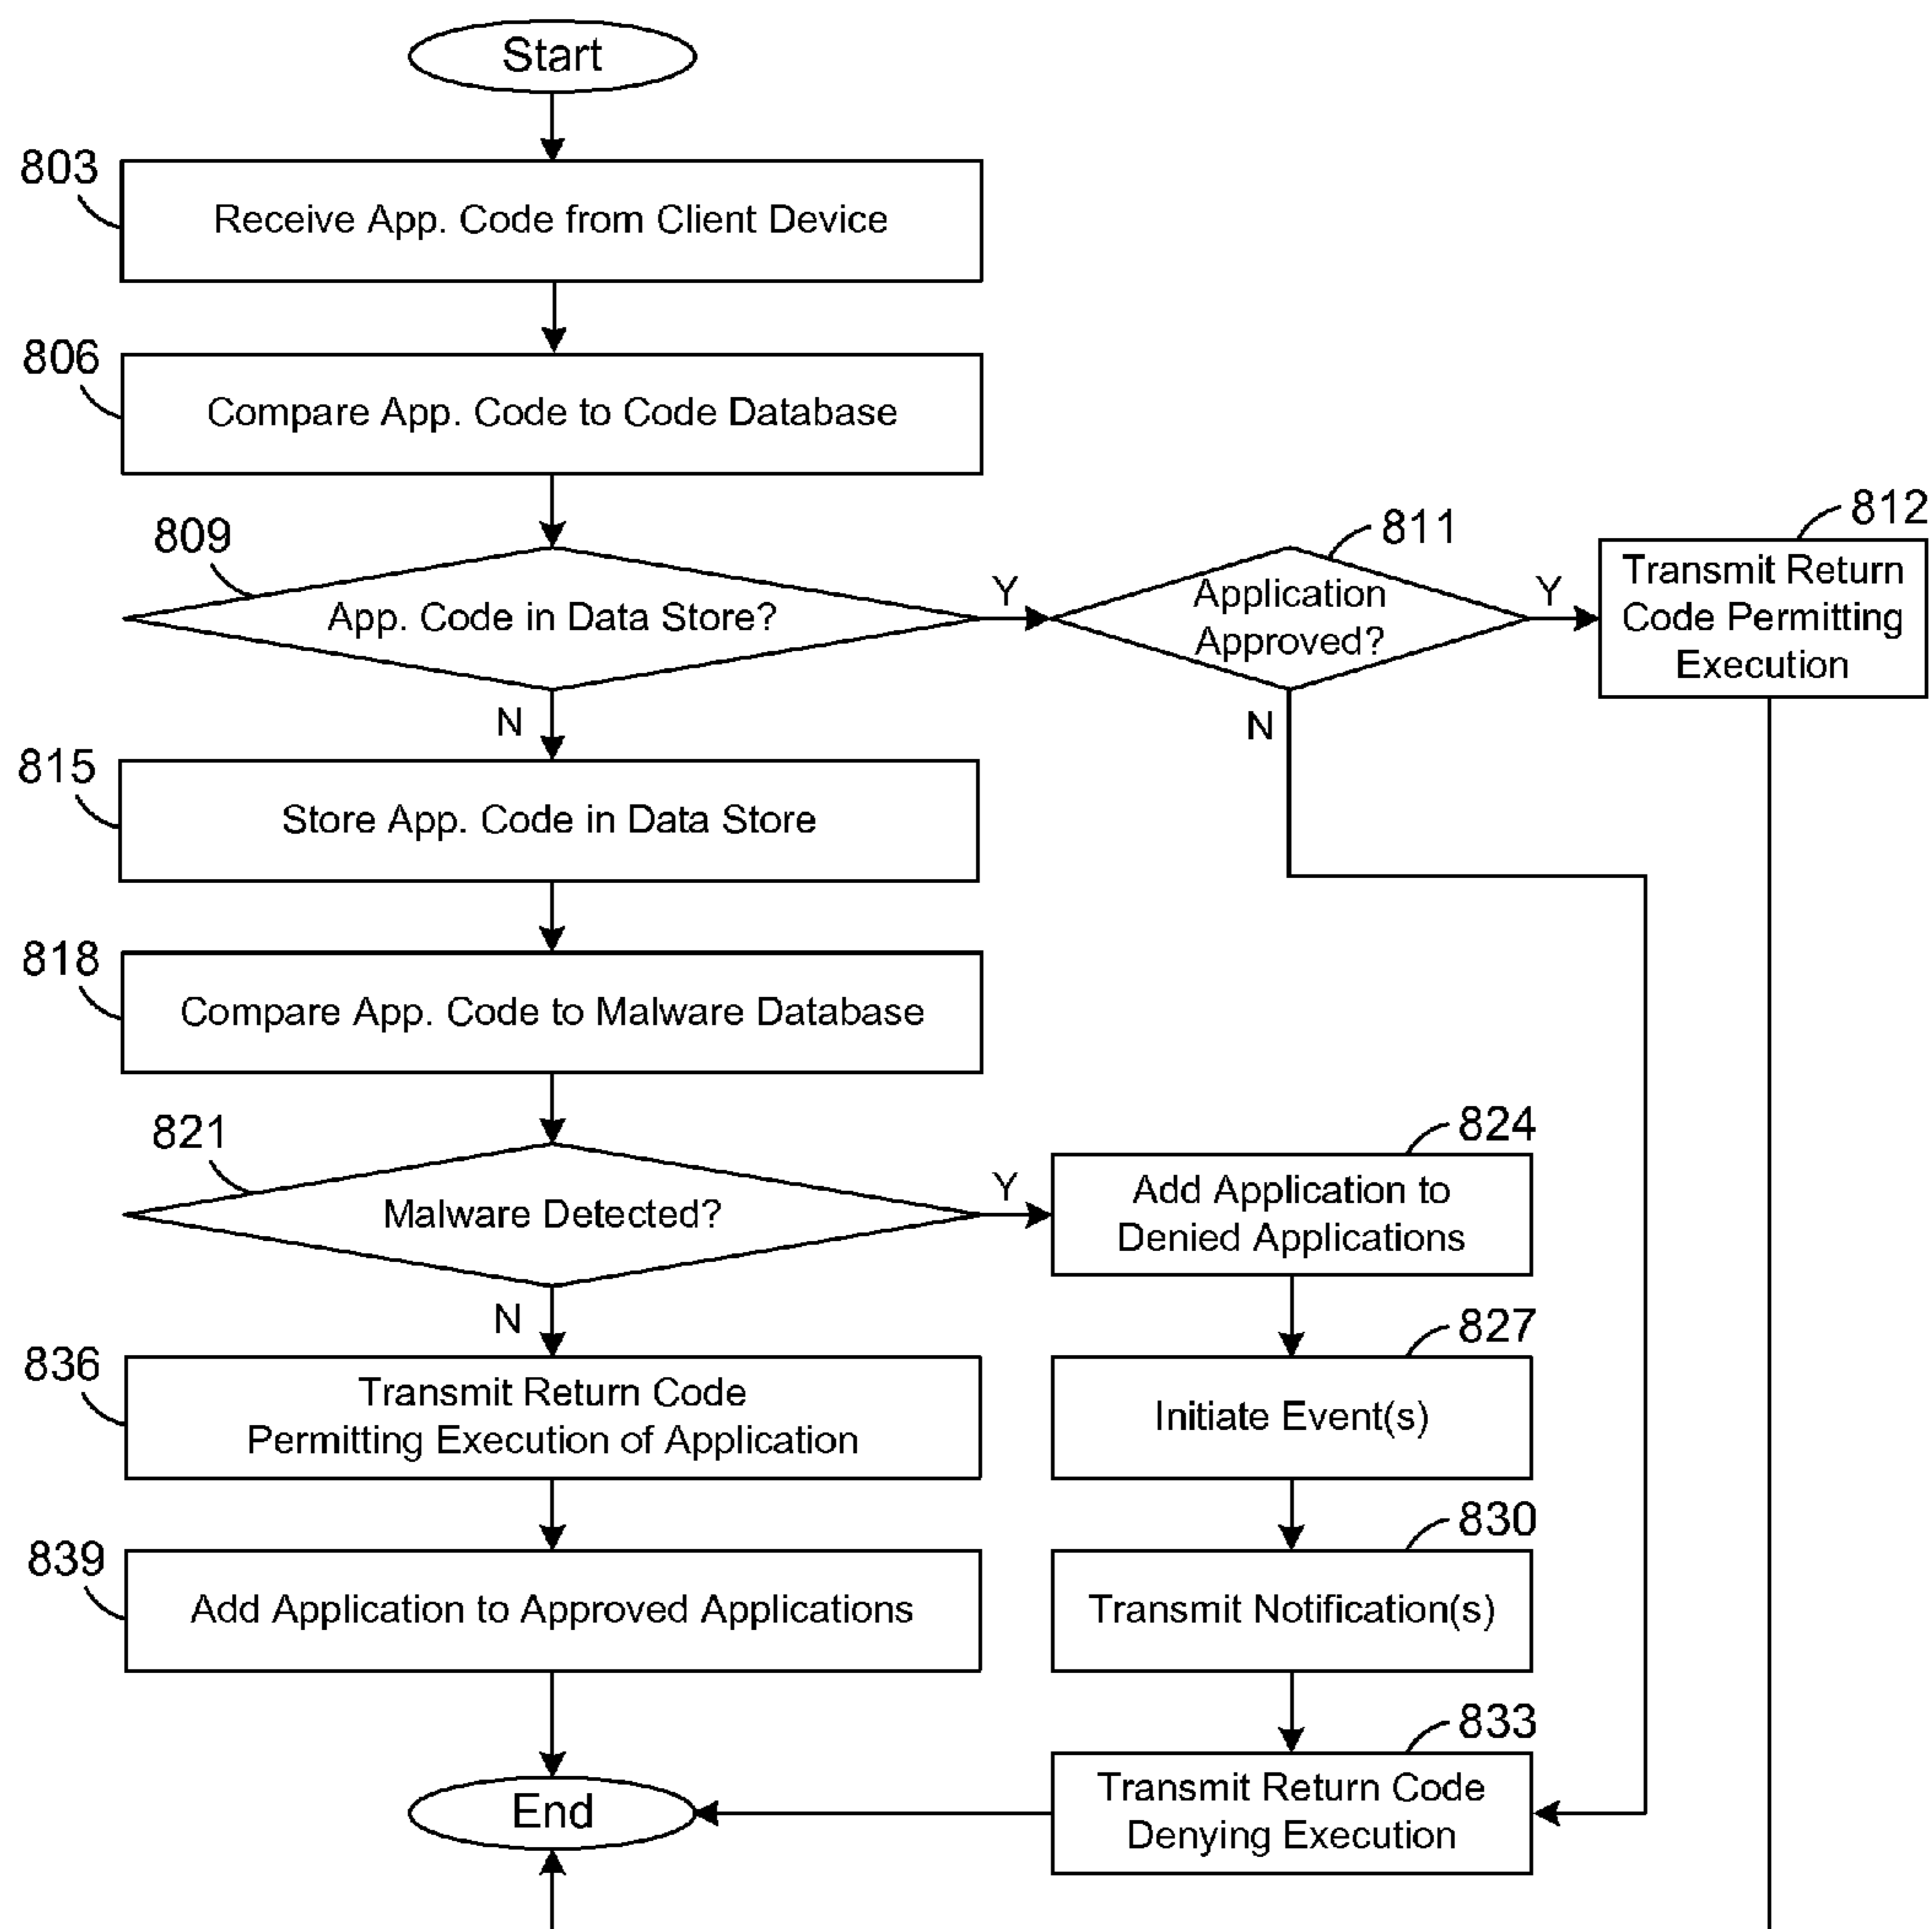 Start
803
Receive App. Code from Client Device
806
Compare App. Code to Code Database
809
App. Code in Data Store?
Y
N
811
Application
Approved?
Y
N
812
Transmit Return
Code Permitting
Execution
815
Store App. Code in Data Store
818
Compare App. Code to Malware Database
821
Malware Detected?
Y
N
824
Add Application to
Denied Applications
827
Initiate Event(s)
830
Transmit Notification(s)
833
Transmit Return Code
Denying Execution
836
Transmit Return Code
Permitting Execution of Application
839
Add Application to Approved Applications
End